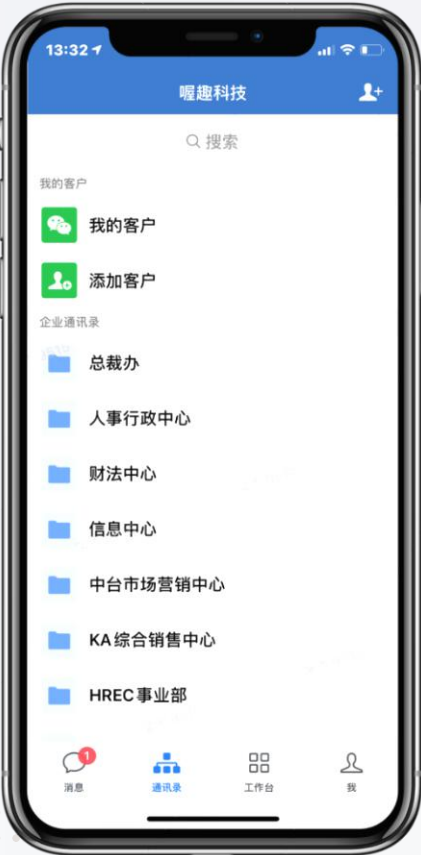 13:32
喔趣科技
搜索
我的客户
我的客户
添加客户
企业通讯录
总裁办
人事行政中心
财法中心
信息中心
中台市场营销中心
KA综合销售中心
HREC事业部
1
消息
通讯录
工作台
我